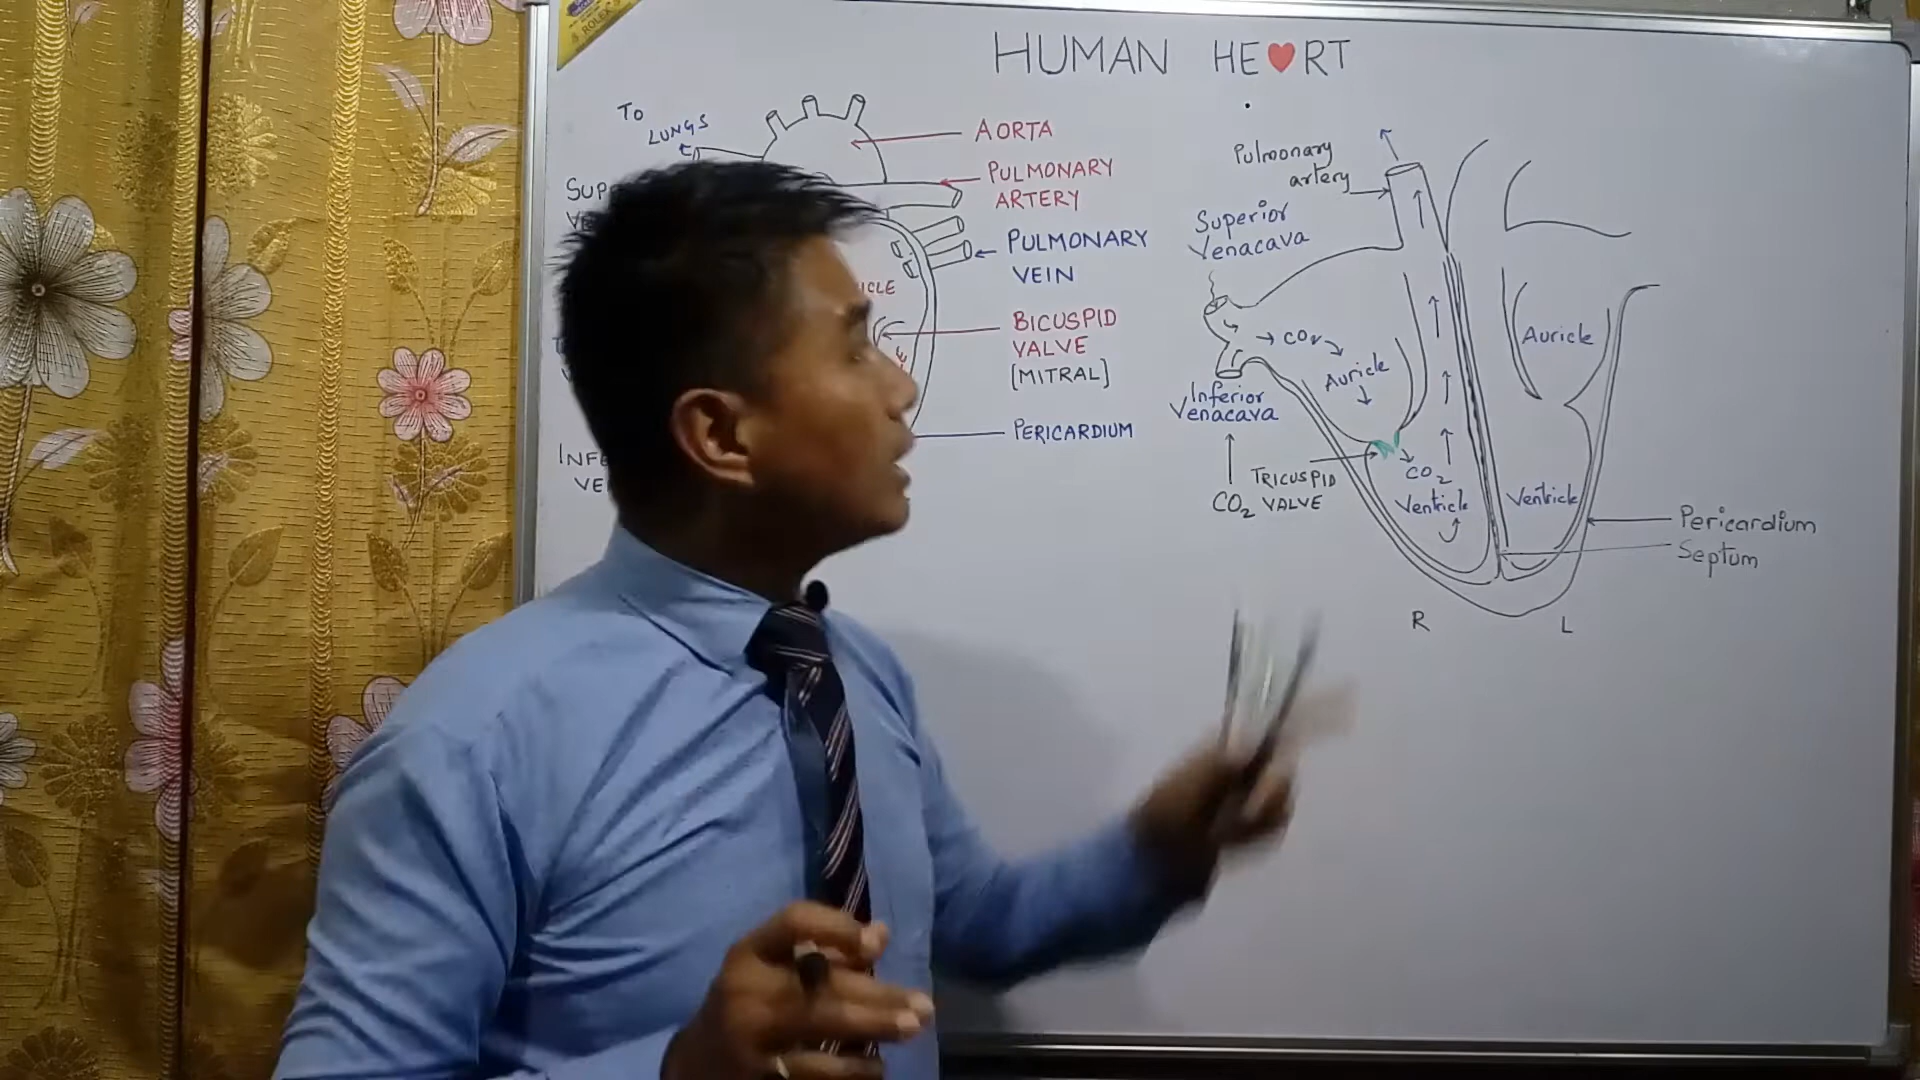 ROLEX
HUMAN HE❤RT
TO
LUNGS
AORTA
PULMONARY
ARTERY
PULMONARY
VEIN
BICUSPID
VALVE
[MITRAL]
PERICARDIUM
Pulmonary
artery
Superior
Venacava
CO2
Auricle
Inferior
Venacava
TRICUSPID
VALVE
CO2
CO2
Ventricle
Auricle
Ventricle
Pericardium
Septum
R
L